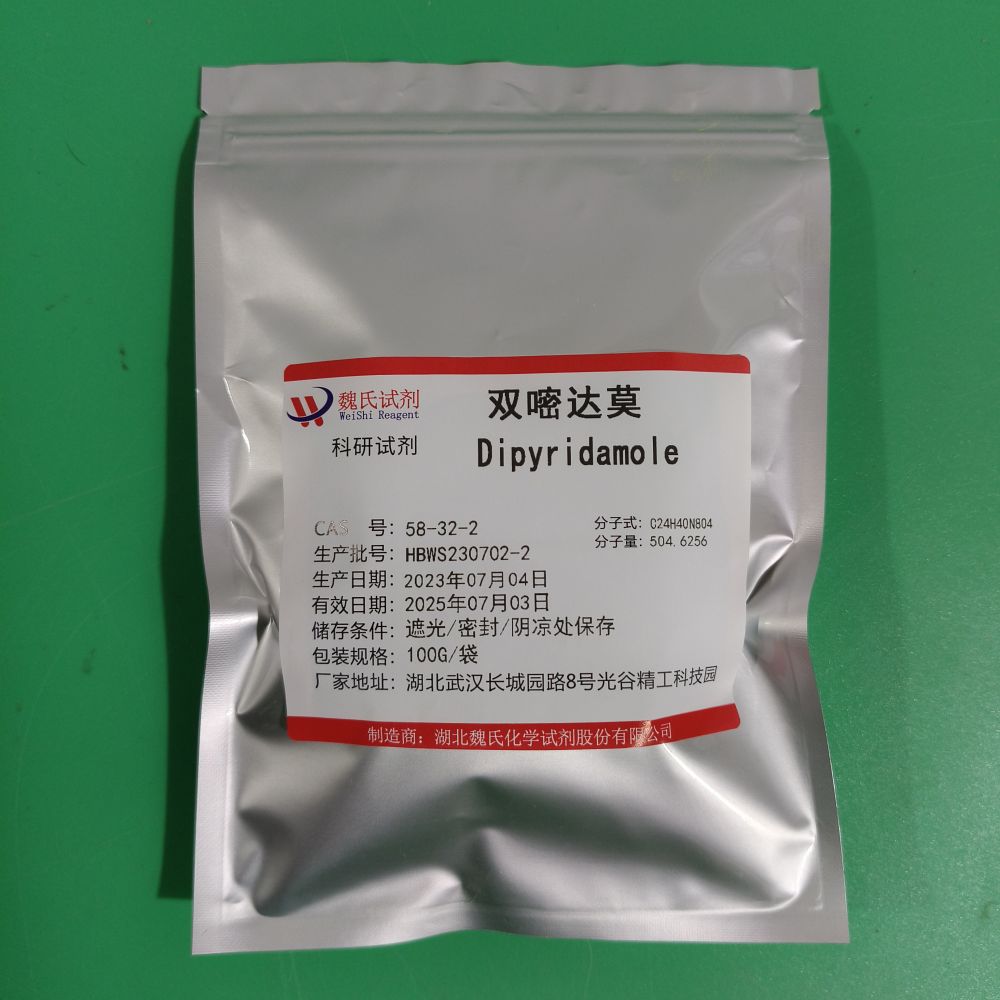 魏氏试剂
WeiShi Reagent
科研试剂
双嘧达莫
Dipyridamole
CAS 号：58-32-2
分子式：C24H40N8O4
生产批号：HBWS230702-2
分子量：504.6256
生产日期：2023年07月04日
有效日期：2025年07月03日
储存条件：遮光/密封/阴凉处保存
包装规格：100G/袋
厂家地址：湖北武汉长城园路8号光谷精工科技园
制造商：湖北魏氏化学试剂股份有限公司